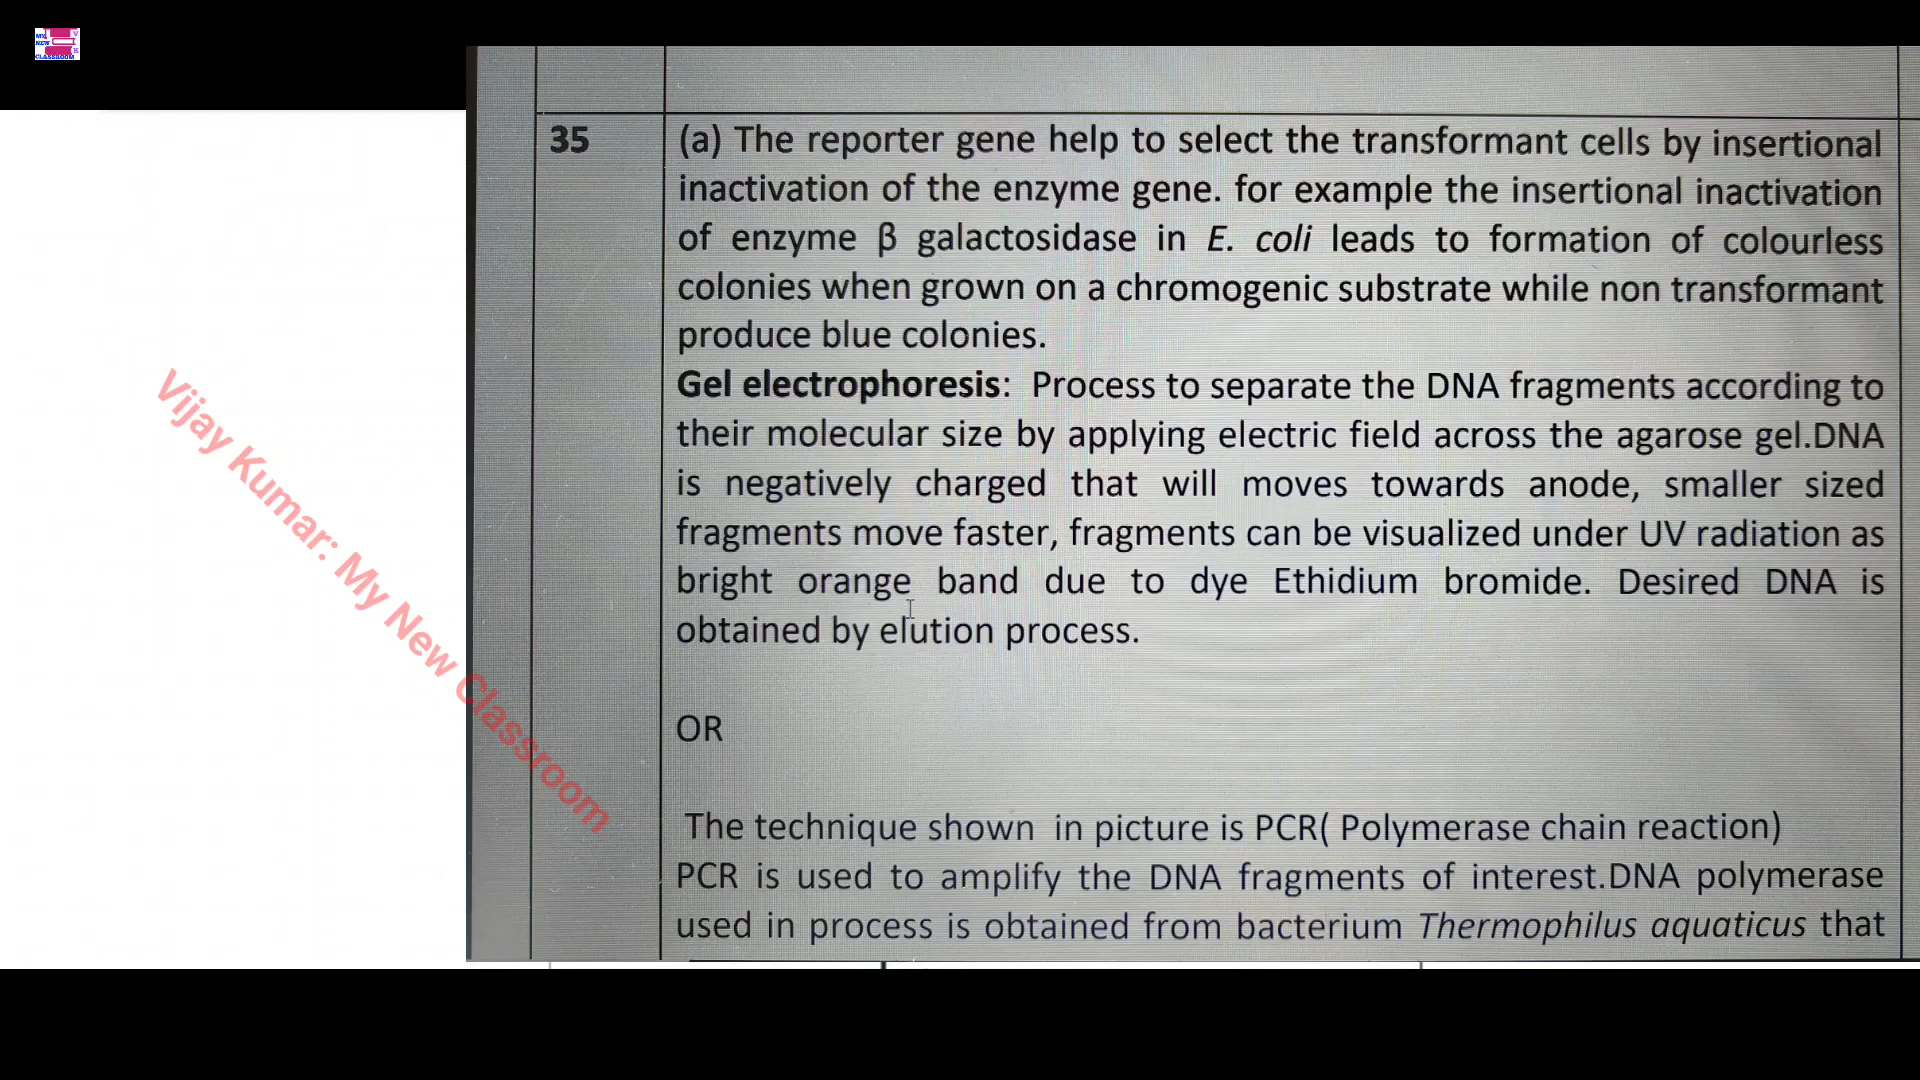 MY
NEW
CLASSROOM
V
K
35
(a) The reporter gene help to select the transformant cells by insertional
inactivation of the enzyme gene. for example the insertional inactivation
of enzyme β galactosidase in E. coli leads to formation of colourless
colonies when grown on a chromogenic substrate while non transformant
produce blue colonies.
Gel electrophoresis: Process to separate the DNA fragments according to
their molecular size by applying electric field across the agarose gel.DNA
is negatively charged that will moves towards anode, smaller sized
fragments move faster, fragments can be visualized under UV radiation as
bright orange band due to dye Ethidium bromide. Desired DNA is
obtained by elution process.
OR
The technique shown in picture is PCR( Polymerase chain reaction)
PCR is used to amplify the DNA fragments of interest.DNA polymerase
used in process is obtained from bacterium Thermophilus aquaticus that
Vijay Kumar: My New Classroom